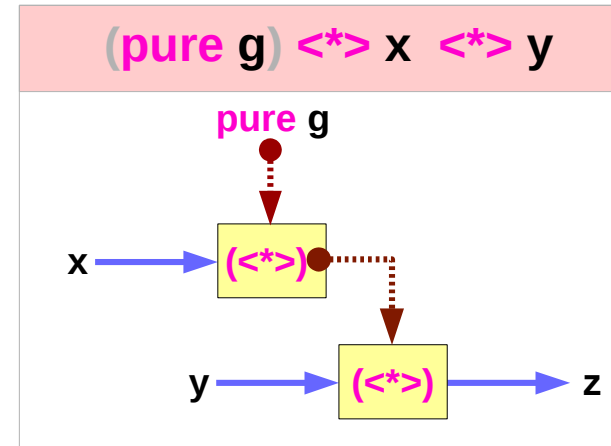 (pure g) <*> x <*> y
pure g
x (<*>)
y (<*>) z